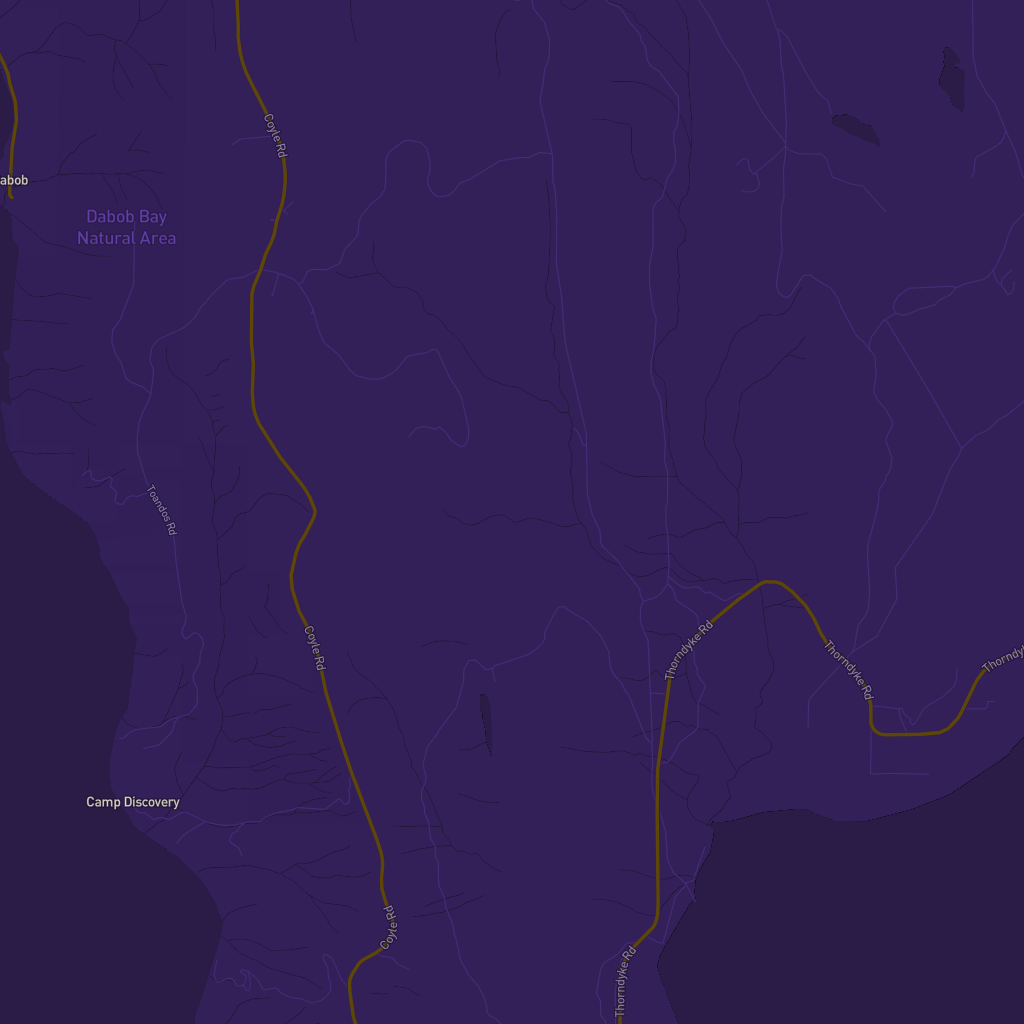 Coyle Rd
abob
Dabob Bay
Natural Area
Toandos Rd
Coyle Rd
Thorndyke Rd
Thorndyke Rd
Thorndy
Camp Discovery
Coyle Rd
Thorndyke Rd